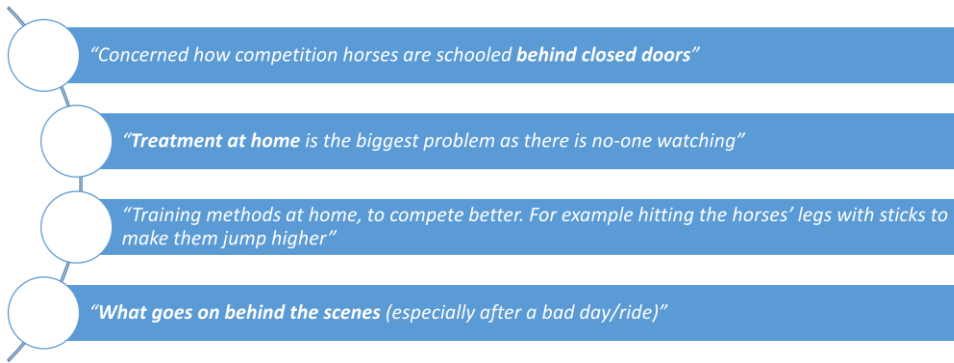 “Concerned how competition horses are schooled behind closed doors”
“Treatment at home is the biggest problem as there is no-one watching”
“Training methods at home, to compete better. For example hitting the horses’ legs with sticks to
make them jump higher”
“What goes on behind the scenes (especially after a bad day/ride)”